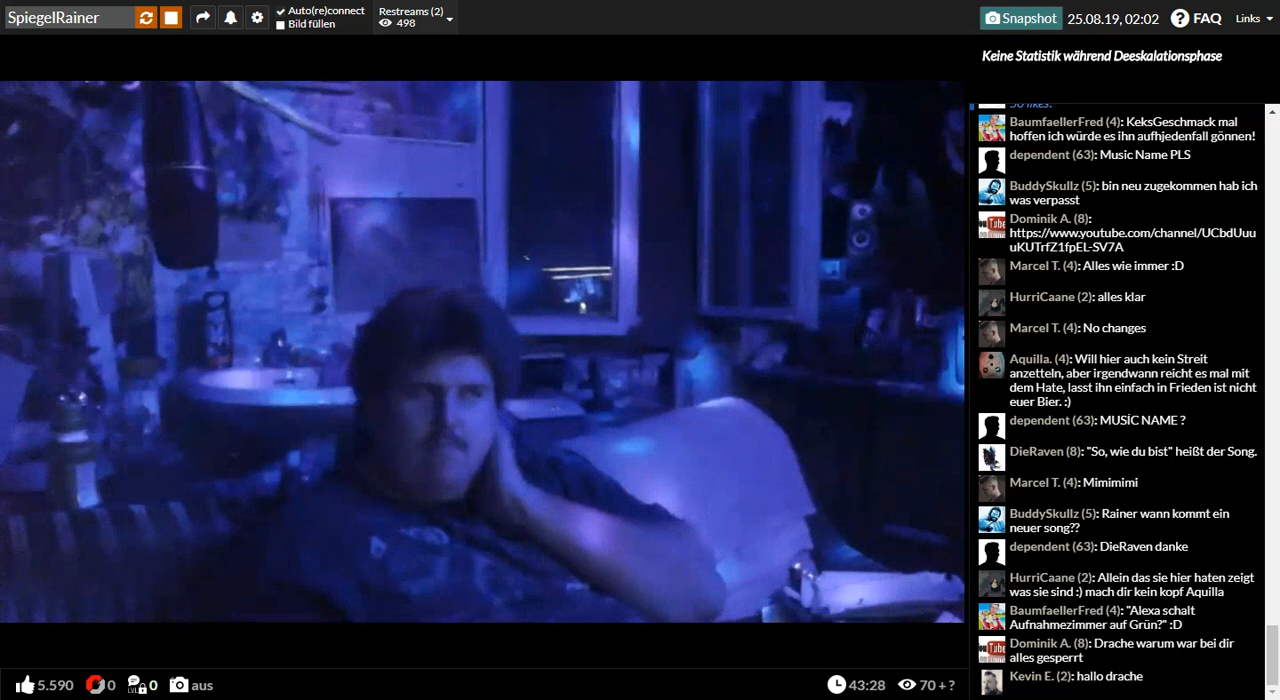 SpiegelRainer
Auto(re)connect
Bild füllen
Restreams (2)
498
Snapshot
25.08.19, 02:02
FAQ
Links
Keine Statistik während Deeskalationsphase
50 likes!
BaumfaellerFred (4): KeksGeschmack mal
hoffen ich würde es ihn aufhjedenfall gönnen!
dependent (63): Music Name PLS
BuddySkullz (5): bin neu zugekommen hab ich
was verpasst
Dominik A. (8):
https://www.youtube.com/channel/UCbdUuu
uKUTrfZ1fpEL-SV7A
Marcel T. (4): Alles wie immer :D
HurriCaane (2): alles klar
Marcel T. (4): No changes
Aquilla. (4): Will hier auch kein Streit
anzetteln, aber irgendwann reicht es mal mit
dem Hate, lasst ihn einfach in Frieden ist nicht
euer Bier. :)
dependent (63): MUSIC NAME ?
DieRaven (8): "So, wie du bist" heißt der Song.
Marcel T. (4): Mimimimi
BuddySkullz (5): Rainer wann kommt ein
neuer song??
dependent (63): DieRaven danke
HurriCaane (2): Allein das sie hier haten zeigt
was sie sind :) mach dir kein kopf Aquilla
BaumfaellerFred (4): "Alexa schalt
Aufnahmezimmer auf Grün?" :D
Dominik A. (8): Drache warum war bei dir
alles gesperrt
Kevin E. (2): hallo drache
5.590
0
LVL
0
aus
43:28
70 + ?